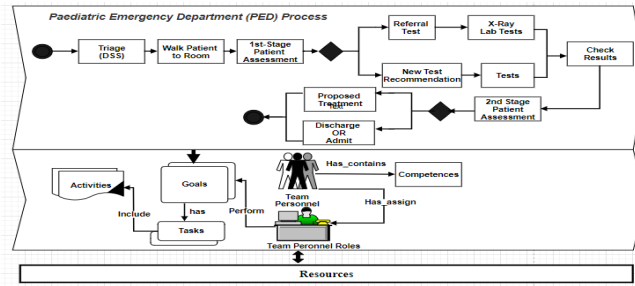 Paediatric Emergency Department (PED) Process
Triage
(DSS)
Walk Patient
to Room
1st-Stage
Patient
Assessment
Referral
Test
X-Ray
Lab Tests
New Test
Recommendation
Tests
Check
Results
2nd Stage
Patient
Assessment
Proposed
Treatment
Text
Discharge
OR
Admit
Activities
Include
Goals
has
Tasks
Perform
Team
Personnel
Has_contains
Competences
Has_assign
Team Peronnel Roles
Resources